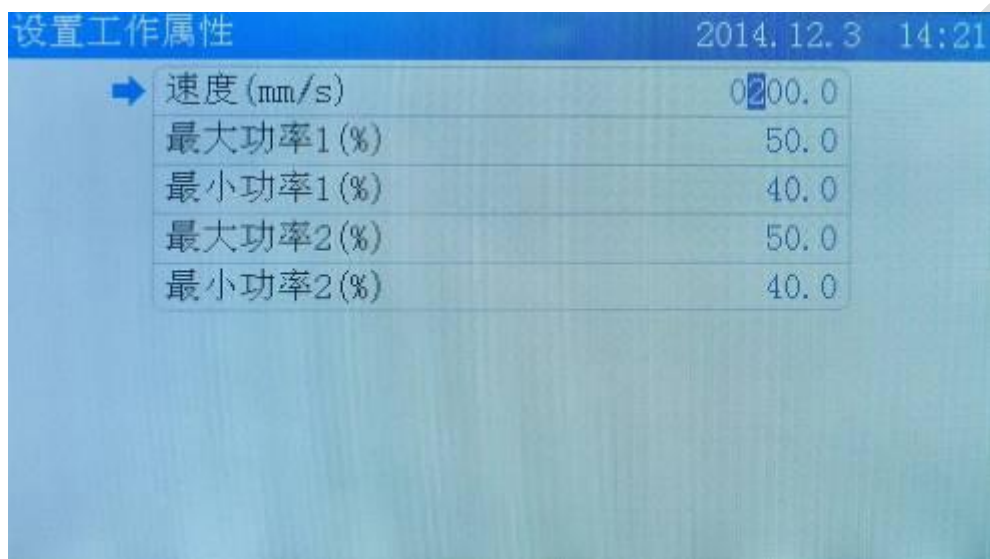 设置工作属性 2014.12.3 14:21
速度(mm/s) 0200.0
最大功率1(%) 50.0
最小功率1(%) 40.0
最大功率2(%) 50.0
最小功率2(%) 40.0